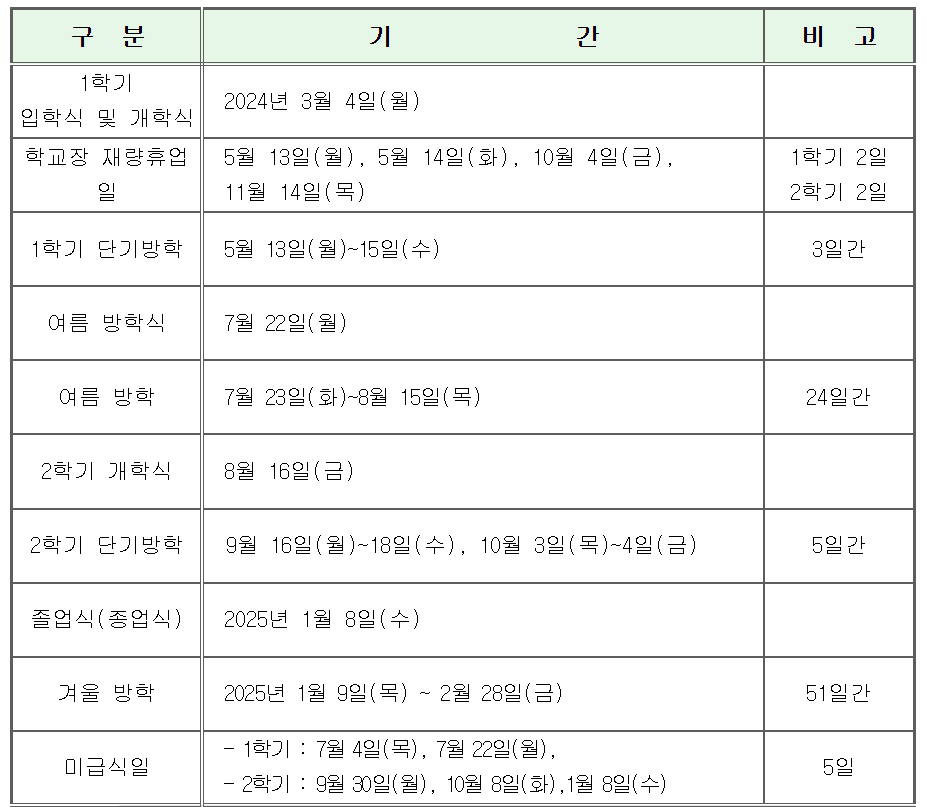 구 분 기 간 비 고
1학기
입학식 및 개학식 2024년 3월 4일(월)
학교장 재량휴업 5월 13일(월), 5월 14일(화), 10월 4일(금), 1학기 2일
일 11월 14일(목) 2학기 2일
1학기 단기방학 5월 13일(월)~15일(수) 3일간
여름 방학식 7월 22일(월)
여름 방학 7월 23일(화)~8월 15일(목) 24일간
2학기 개학식 8월 16일(금)
2학기 단기방학 9월 16일(월)~18일(수), 10월 3일(목)~4일(금) 5일간
졸업식(종업식) 2025년 1월 8일(수)
겨울 방학 2025년 1월 9일(목) ~ 2월 28일(금) 51일간
미급식일 - 1학기 : 7월 4일(목), 7월 22일(월), 5일
- 2학기 : 9월 30일(월), 10월 8일(화),1월 8일(수)